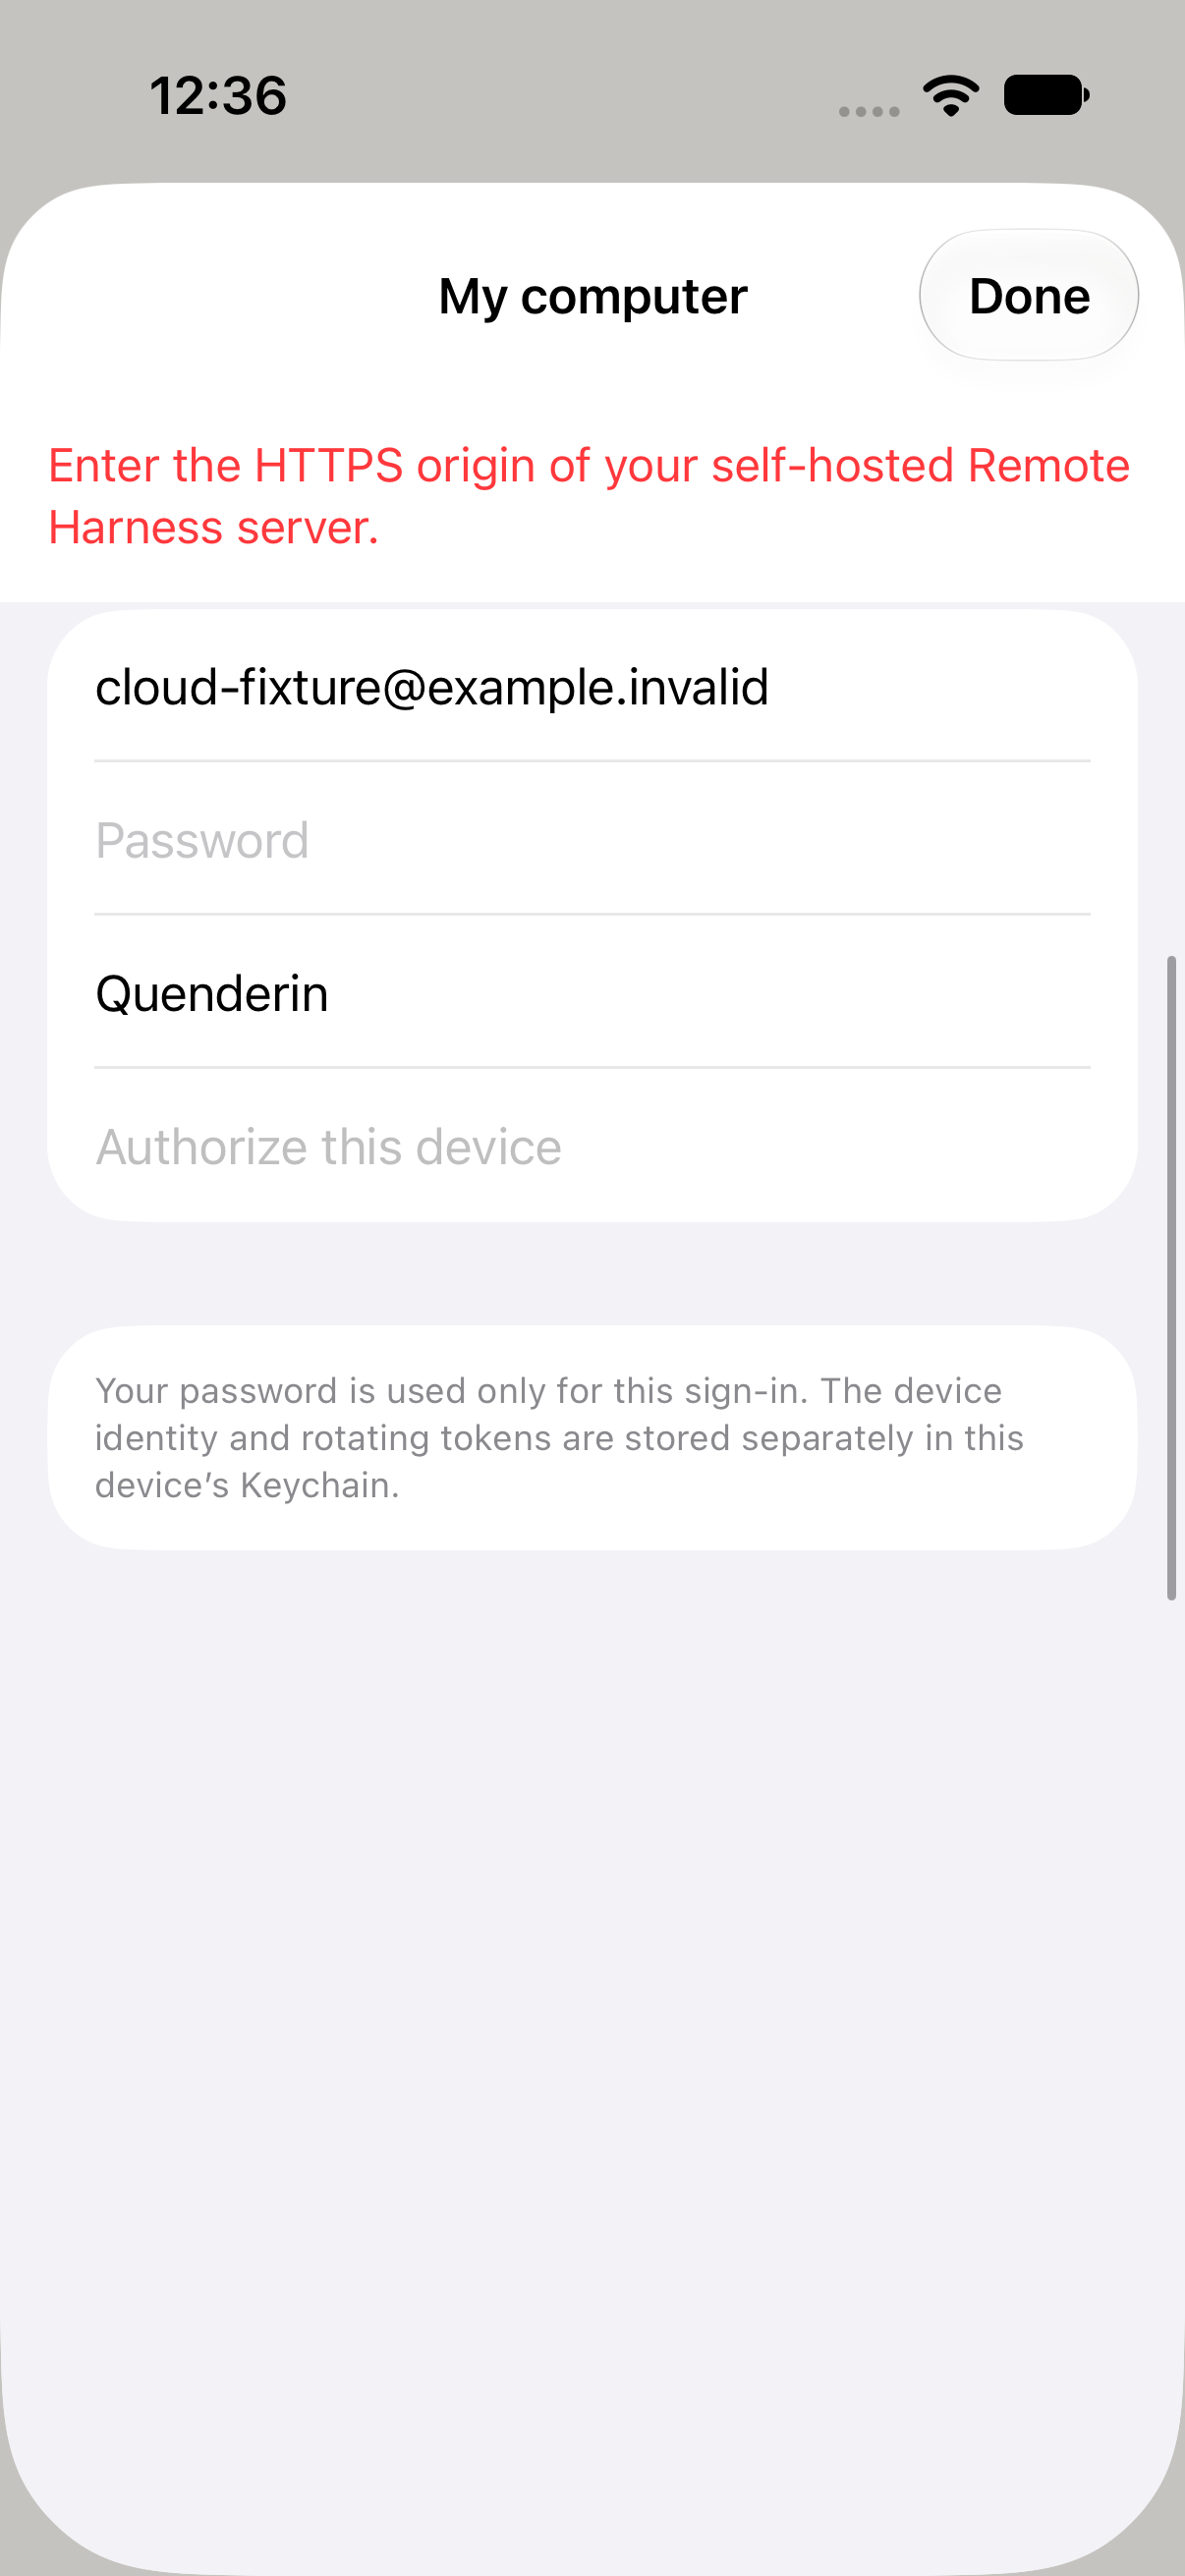 12:36
My computer
Done
Enter the HTTPS origin of your self-hosted Remote
Harness server.
cloud-fixture@example.invalid
Password
Quenderin
Authorize this device
Your password is used only for this sign-in. The device
identity and rotating tokens are stored separately in this
device’s Keychain.